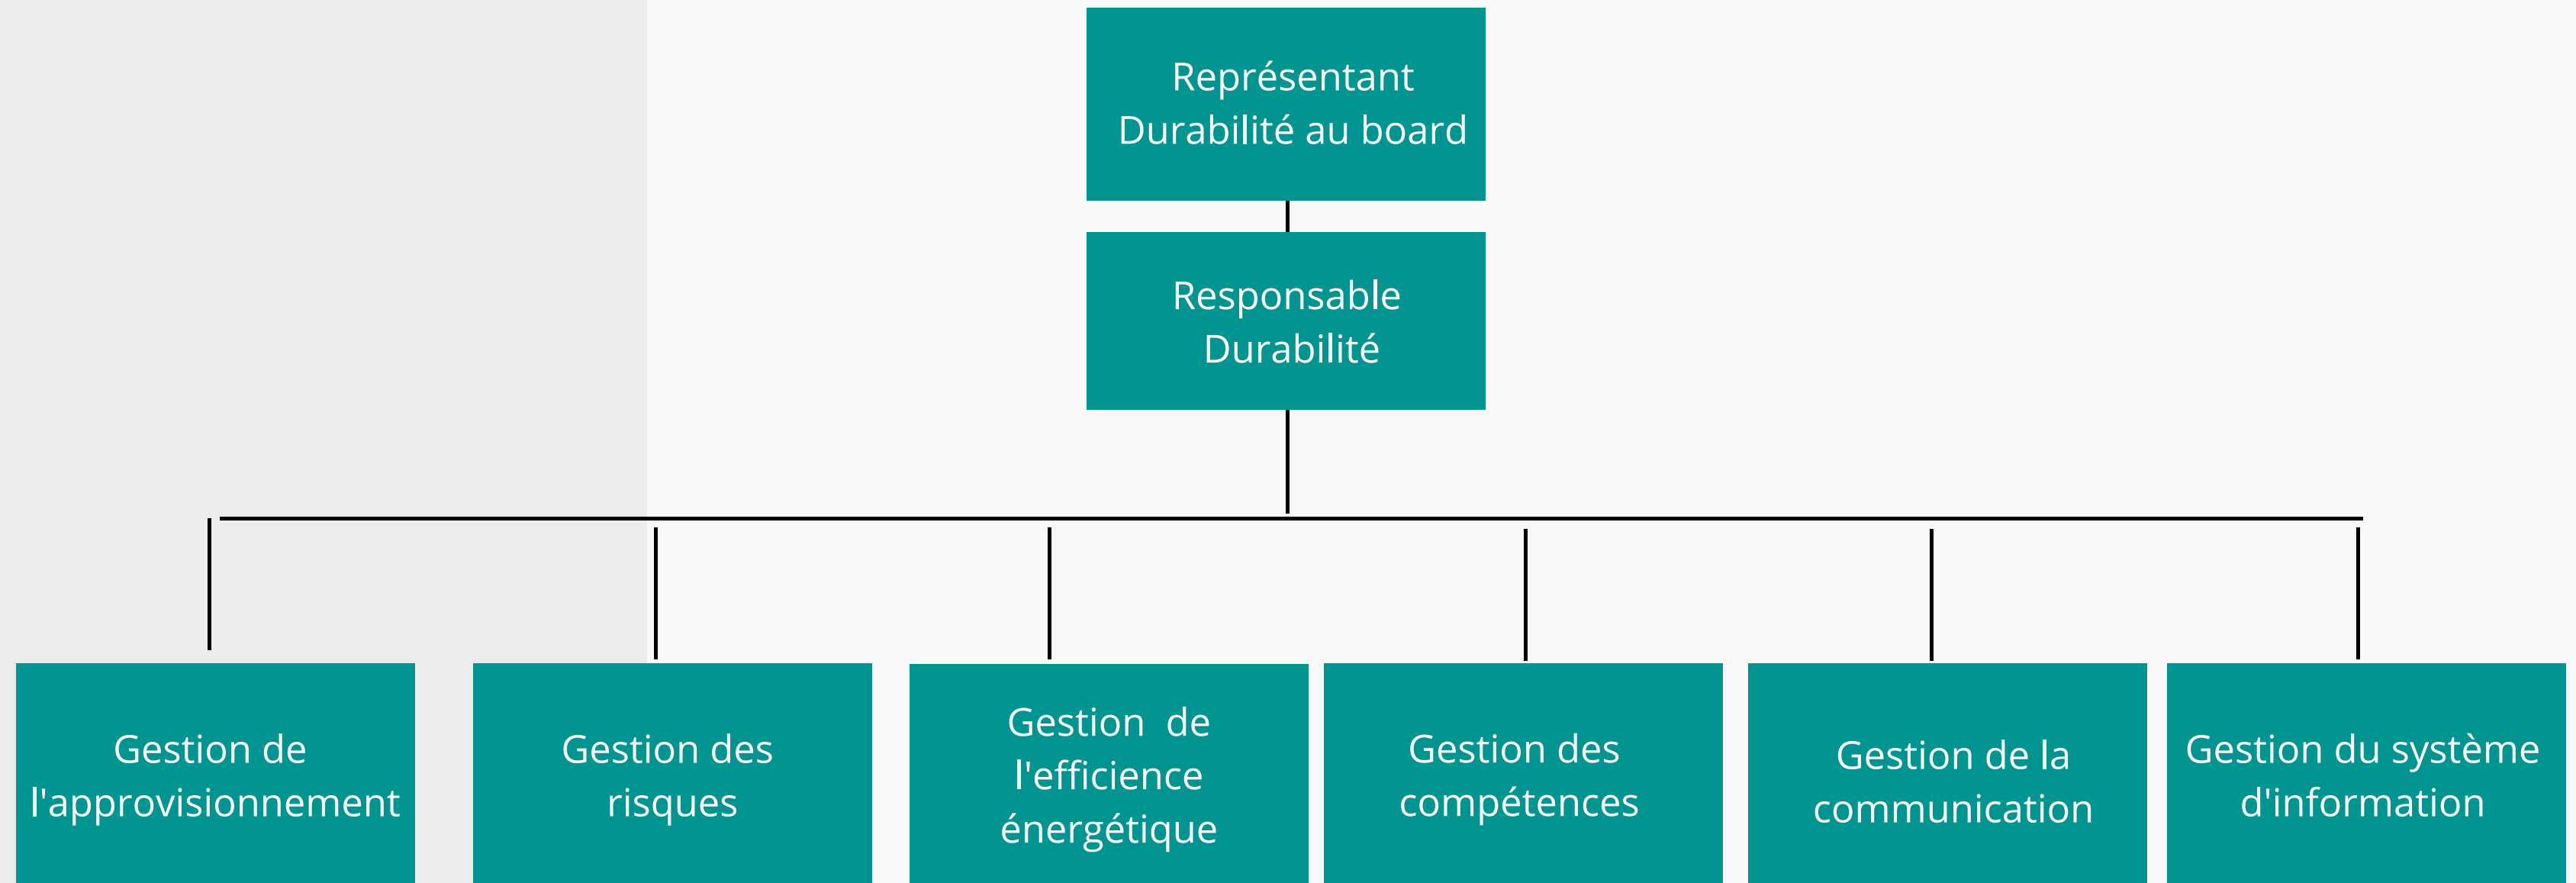 Représentant
Durabilité au board
Responsable
Durabilité
Gestion de
l'approvisionnement
Gestion des
risques
Gestion  de
l'efficience
énergétique
Gestion des
compétences
Gestion de la
communication
Gestion du système
d'information